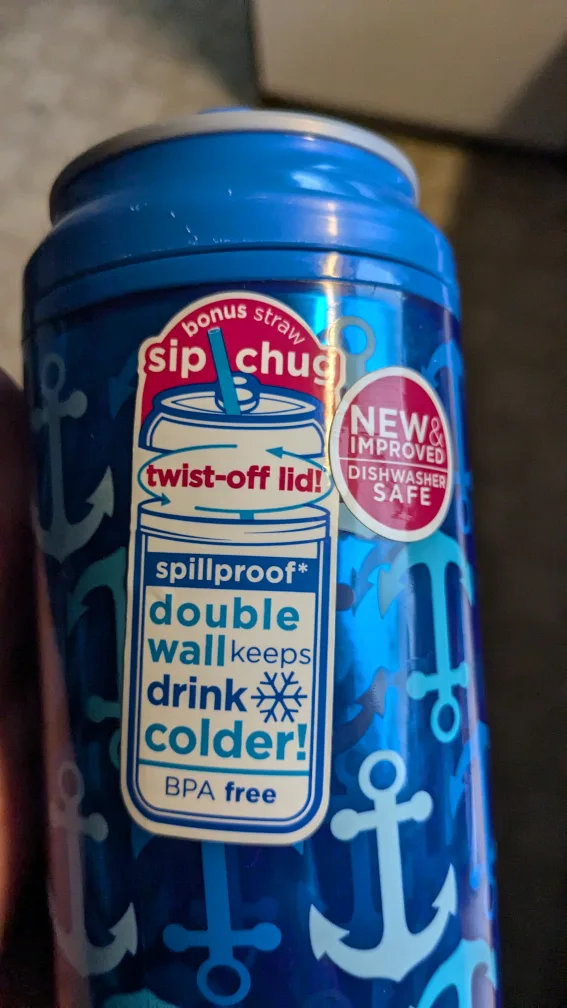 bonus straw
sip chug
twist-off lid!
spillproof*
double
wall keeps
drink
colder!
BPA free
NEW &
IMPROVED
DISHWASHER
SAFE